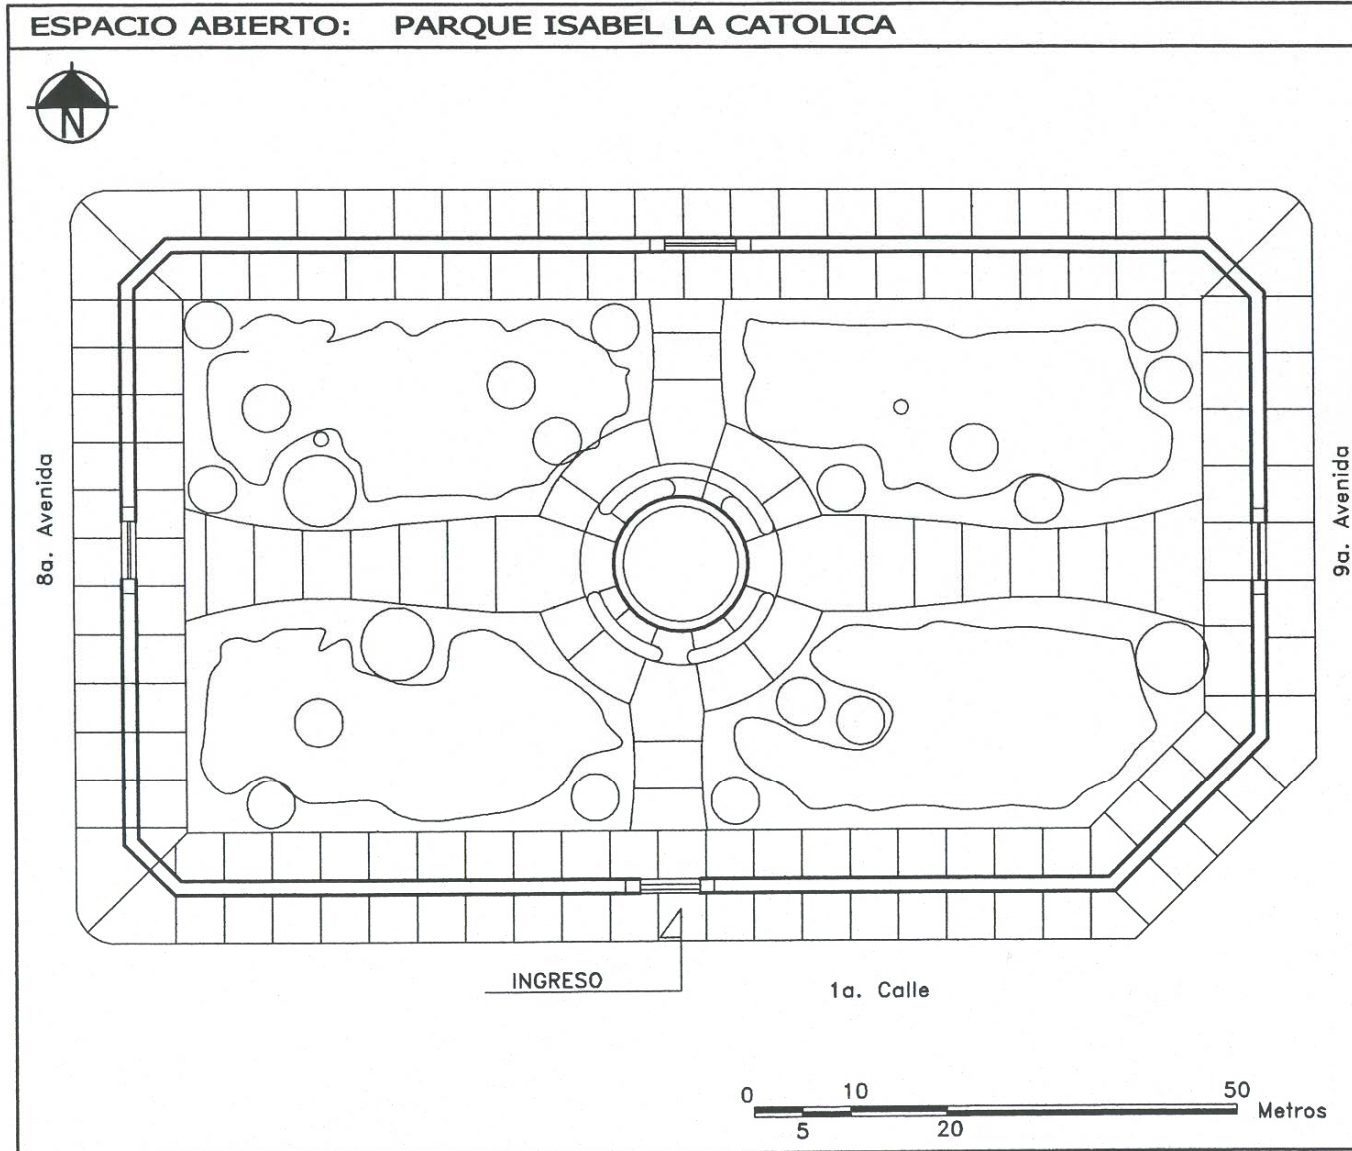 ESPACIO ABIERTO: PARQUE ISABEL LA CATOLICA
N
8a. Avenida
9a. Avenida
INGRESO
1a. Calle
0 10 50
Metros
5 20